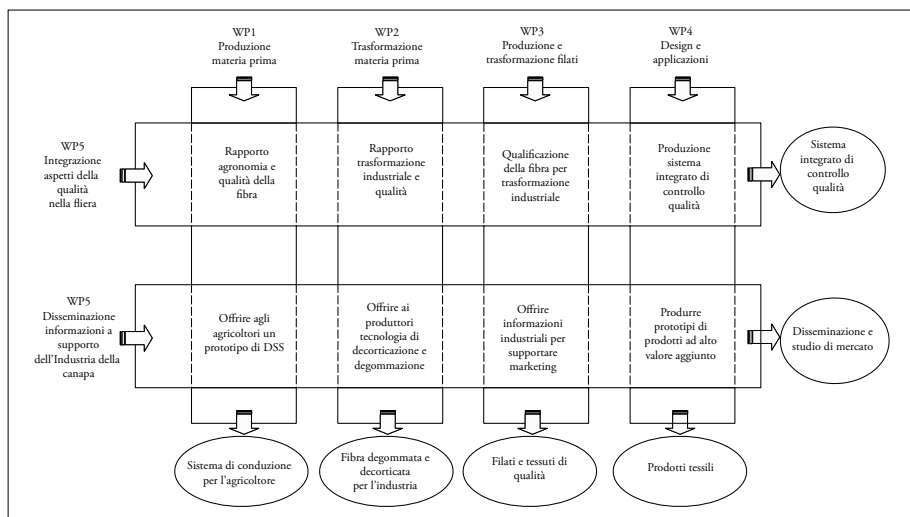 WP1
Produzione
materia prima
WP2
Trasformazione
materia prima
WP3
Produzione e
trasformazione filati
WP4
Design e
applicazioni
WP5
Integrazione
aspetti della
qualità
nella fliera
Rapporto
agronomia e
qualità della
fibra
Rapporto
trasformazione
industriale e
qualità
Qualificazione
della fibra per
trasformazione
industriale
Produzione
sistema
integrato di
controllo
qualità
Sistema
integrato di
controllo
qualità
WP5
Disseminazione
informazioni a
supporto
dell’Industria della
canapa
Offrire agli
agricoltori un
prototipo di DSS
Offrire ai
produttori
tecnologia di
decorticazione e
degommazione
Offrire
informazioni
industriali per
supportare
marketing
Produrre
prototipi di
prodotti ad alto
valore aggiunto
Disseminazione e
studio di mercato
Sistema di conduzione
per l’agricoltore
Fibra degommata e
decorticata
per l’industria
Filati e tessuti di
qualità
Prodotti tessili